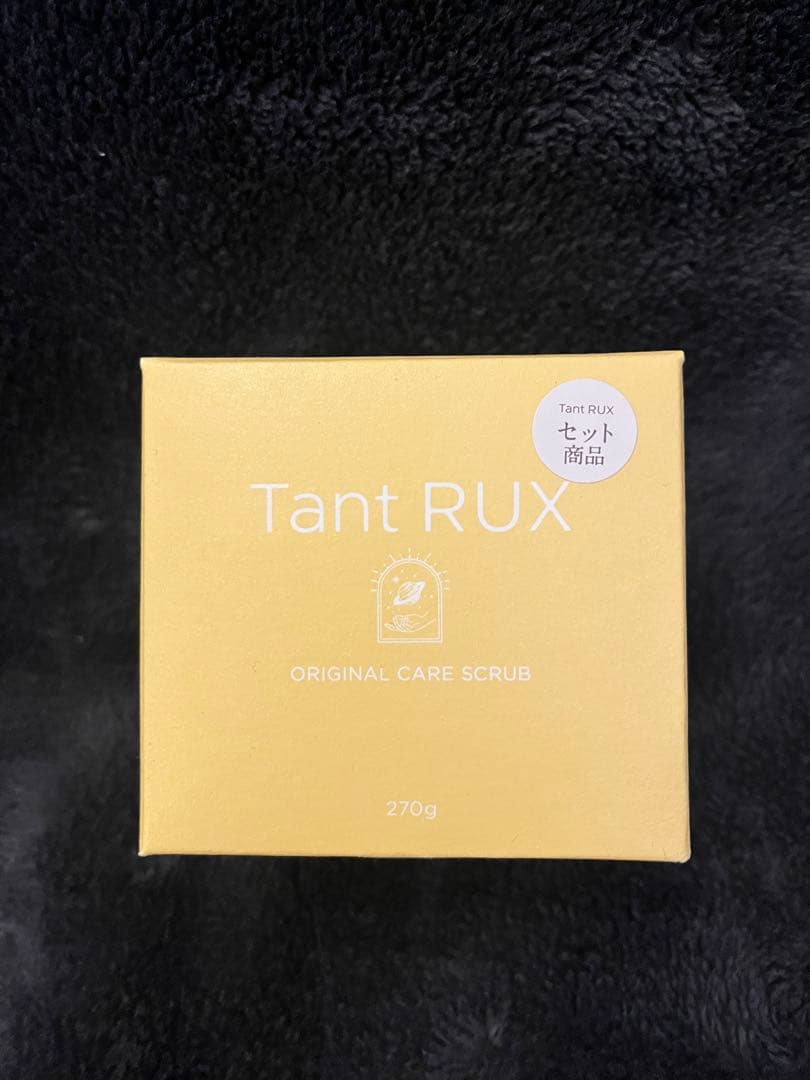 Tant RUX
セット
商品
Tant RUX
ORIGINAL CARE SCRUB
270g